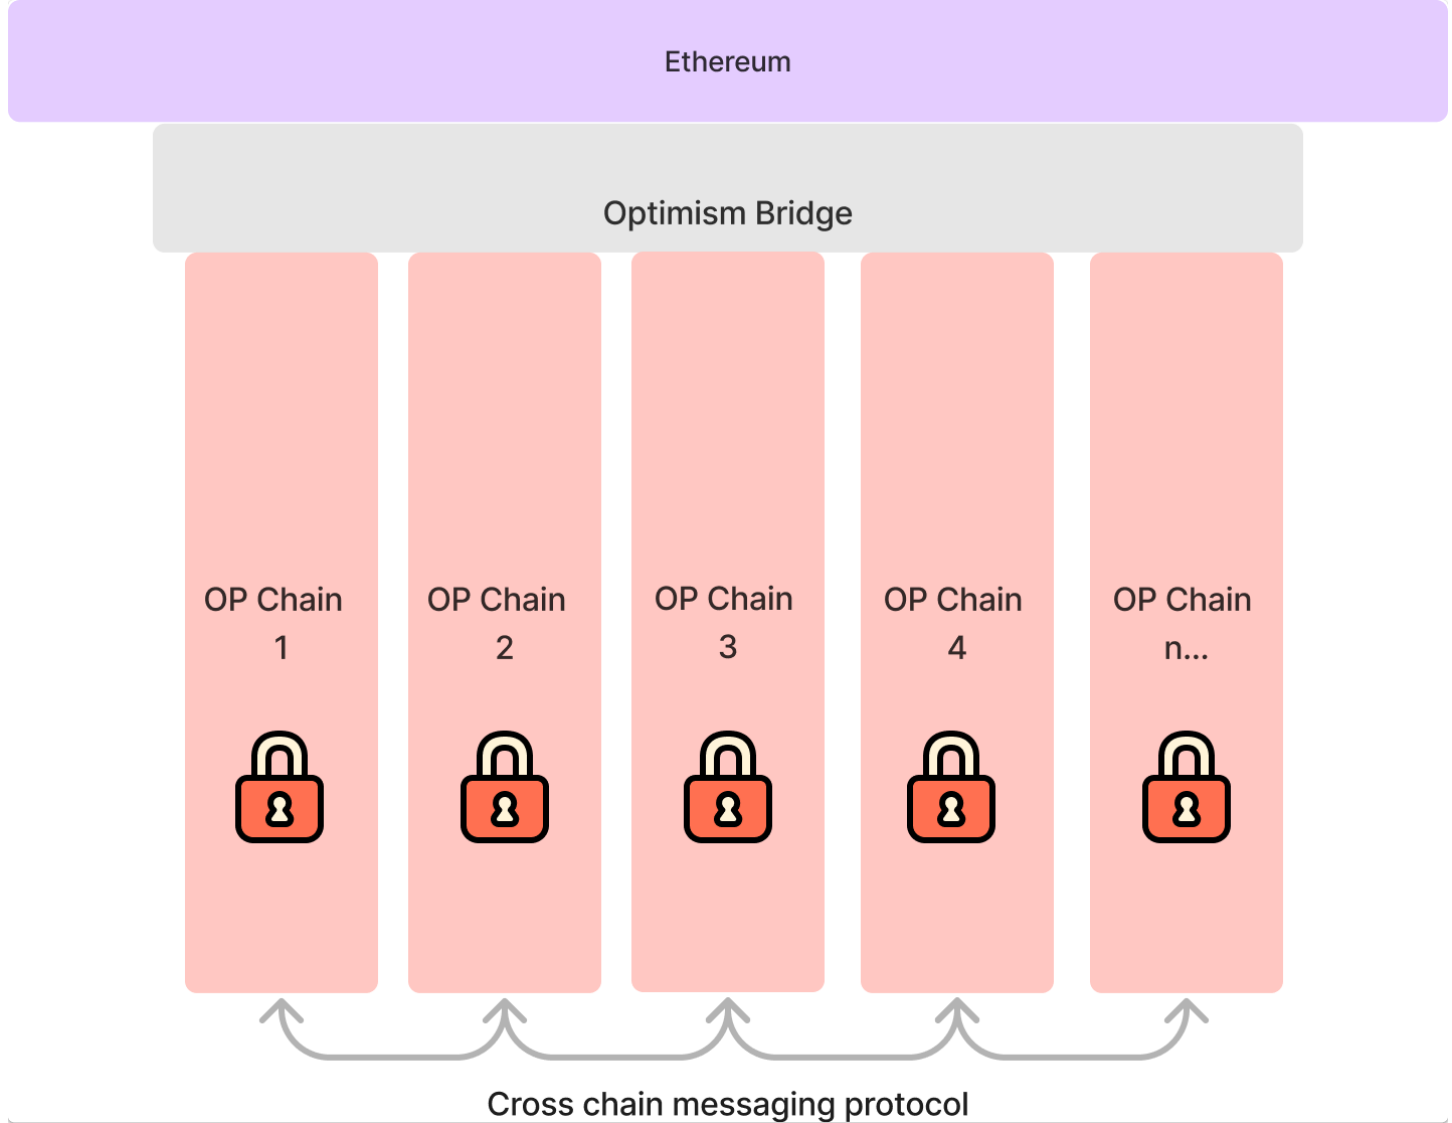 Ethereum
Optimism Bridge
OP Chain
1
OP Chain
2
OP Chain
3
OP Chain
4
OP Chain
n...
Cross chain messaging protocol